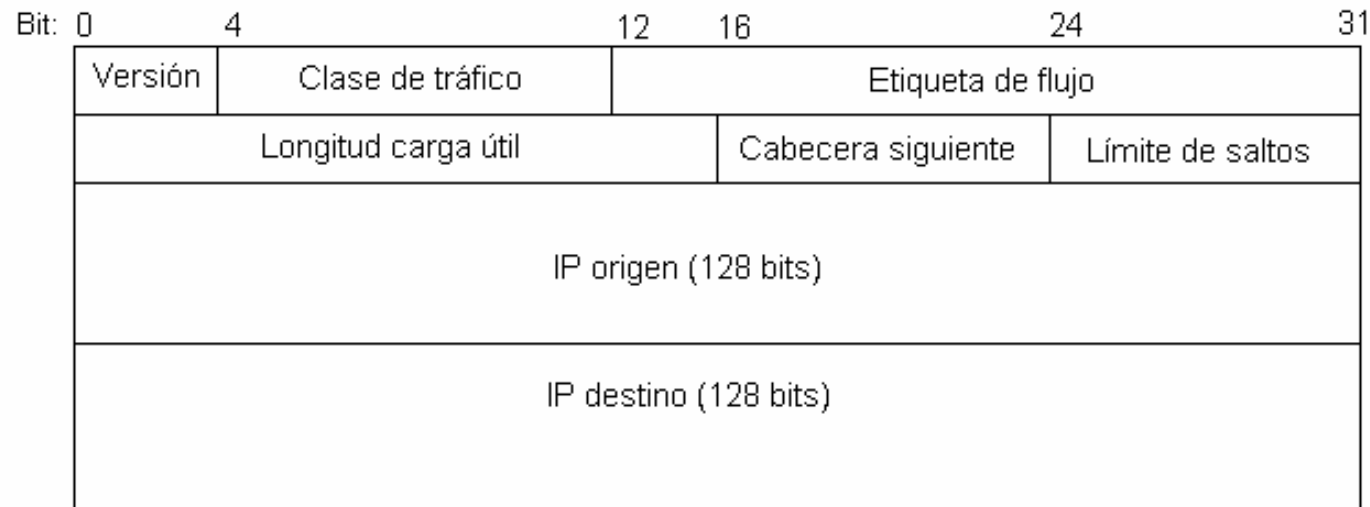 Bit: 0 4 12 16 24 31
Versión Clase de tráfico Etiqueta de flujo
Longitud carga útil Cabecera siguiente Límite de saltos
IP origen (128 bits)
IP destino (128 bits)